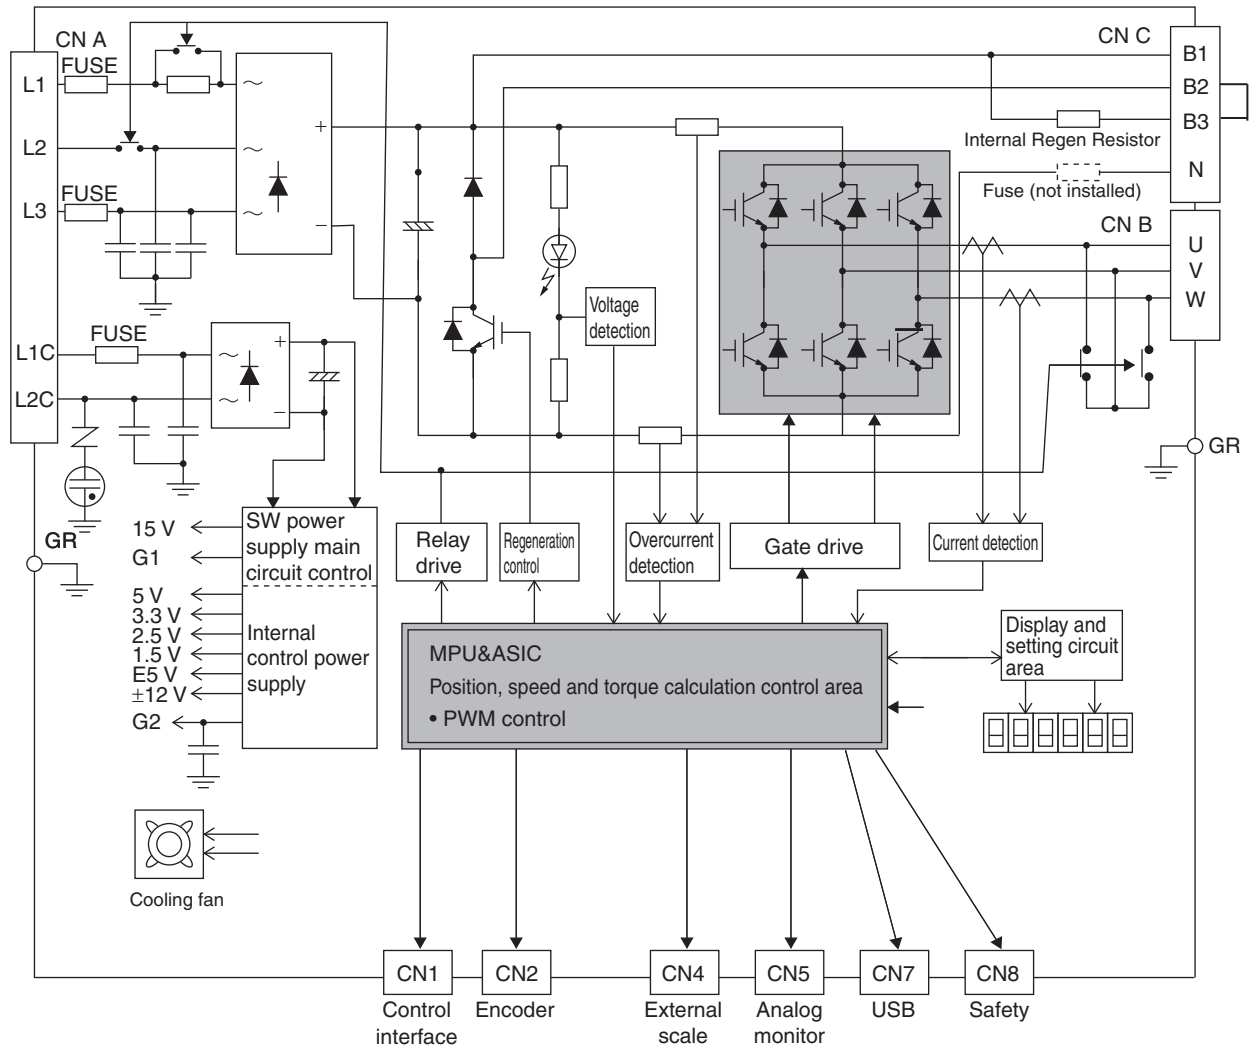 CN A
CN C
FUSE
B1
L1
B2
+
B3
L2
Internal Regen Resistor
FUSE
N
Fuse (not installed)
L3
CN B
−
U
V
W
Voltage
detection
FUSE
L1C
+
L2C
−
GR
GR
15 V
G1
5 V
3.3 V
2.5 V
1.5 V
E5 V
±12 V
G2
SW power
supply main
circuit control
Internal
control power
supply
Relay
drive
Regeneration
control
Overcurrent
detection
Gate drive
Current detection
MPU&ASIC
Position, speed and torque calculation control area
• PWM control
Display and
setting circuit
area
Cooling fan
CN1
CN2
CN4
CN5
CN7
CN8
Control
interface
Encoder
External
scale
Analog
monitor
USB
Safety